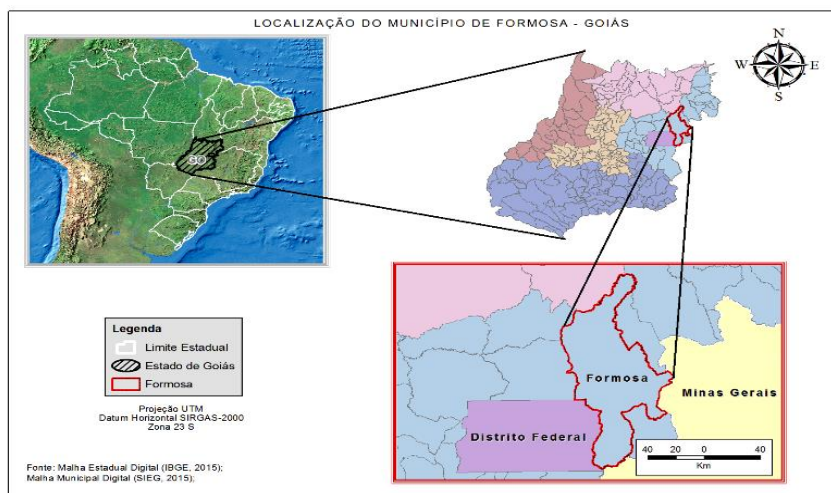 LOCALIZAÇÃO DO MUNICÍPIO DE FORMOSA - GOIÁS
N
W
E
S
GO
Legenda
Limite Estadual
Estado de Goiás
Formosa
Projeção UTM
Datum Horizontal SIRGAS-2000
Zona 23 S
Fonte: Malha Estadual Digital (IBGE, 2015);
Malha Municipal Digital (SIEG, 2015);
Formosa
Minas Gerais
Distrito Federal
40 20 0 40
Km